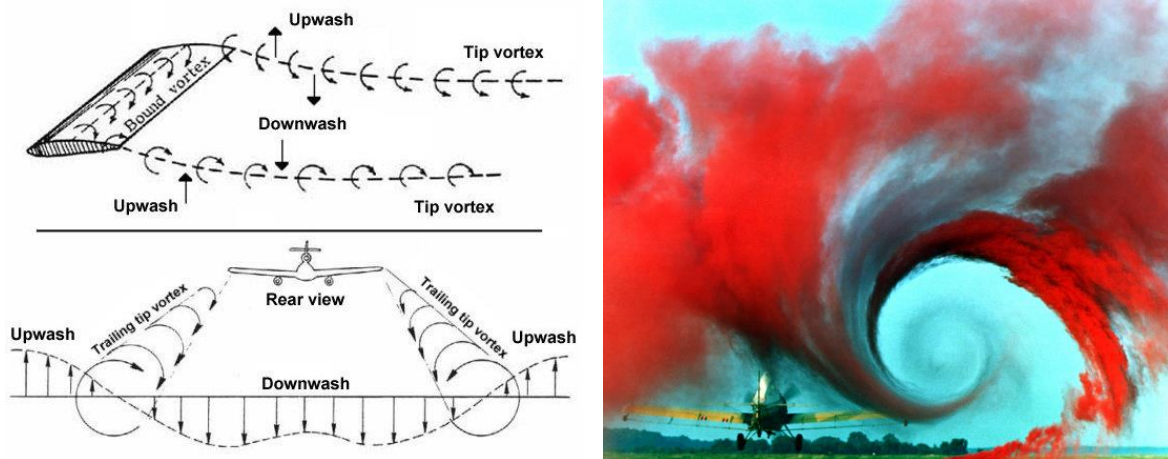 Upwash
Tip vortex
Bound vortex
Downwash
Upwash
Tip vortex
Rear view
Trailing tip vortex
Trailing tip vortex
Upwash
Upwash
Downwash